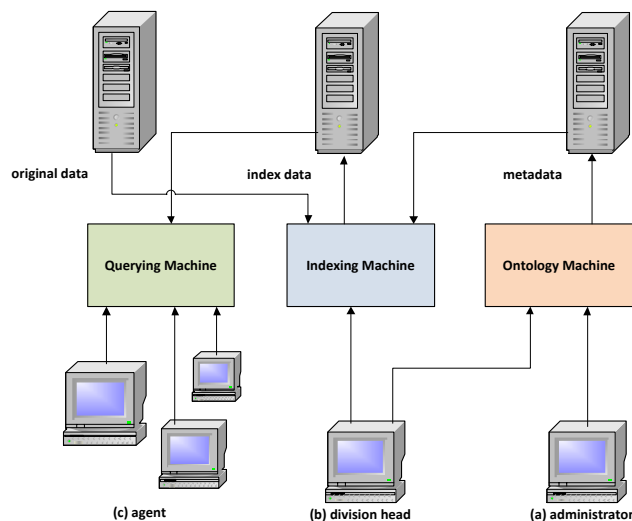 original data
index data
metadata
Querying Machine
Indexing Machine
Ontology Machine
(c) agent
(b) division head
(a) administrator